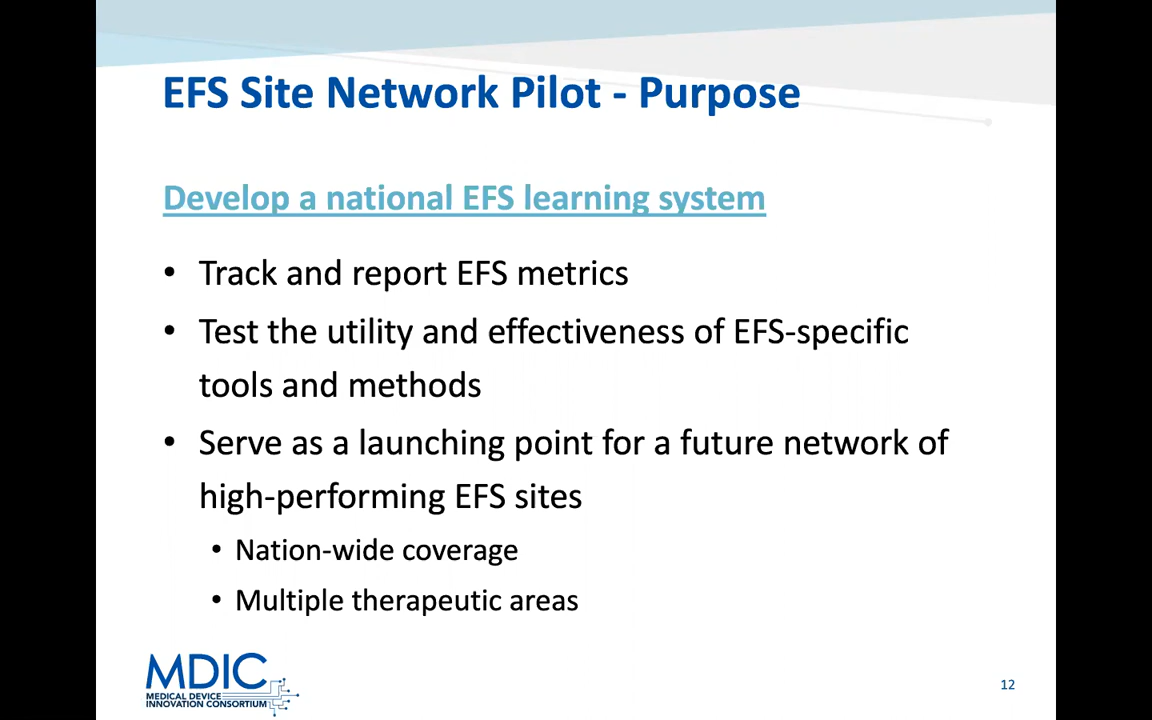 EFS Site Network Pilot - Purpose
Develop a national EFS learning system
• Track and report EFS metrics
• Test the utility and effectiveness of EFS-specific
tools and methods
• Serve as a launching point for a future network of
high-performing EFS sites
• Nation-wide coverage
• Multiple therapeutic areas
MDIC
MEDICAL DEVICE
INNOVATION CONSORTIUM
12